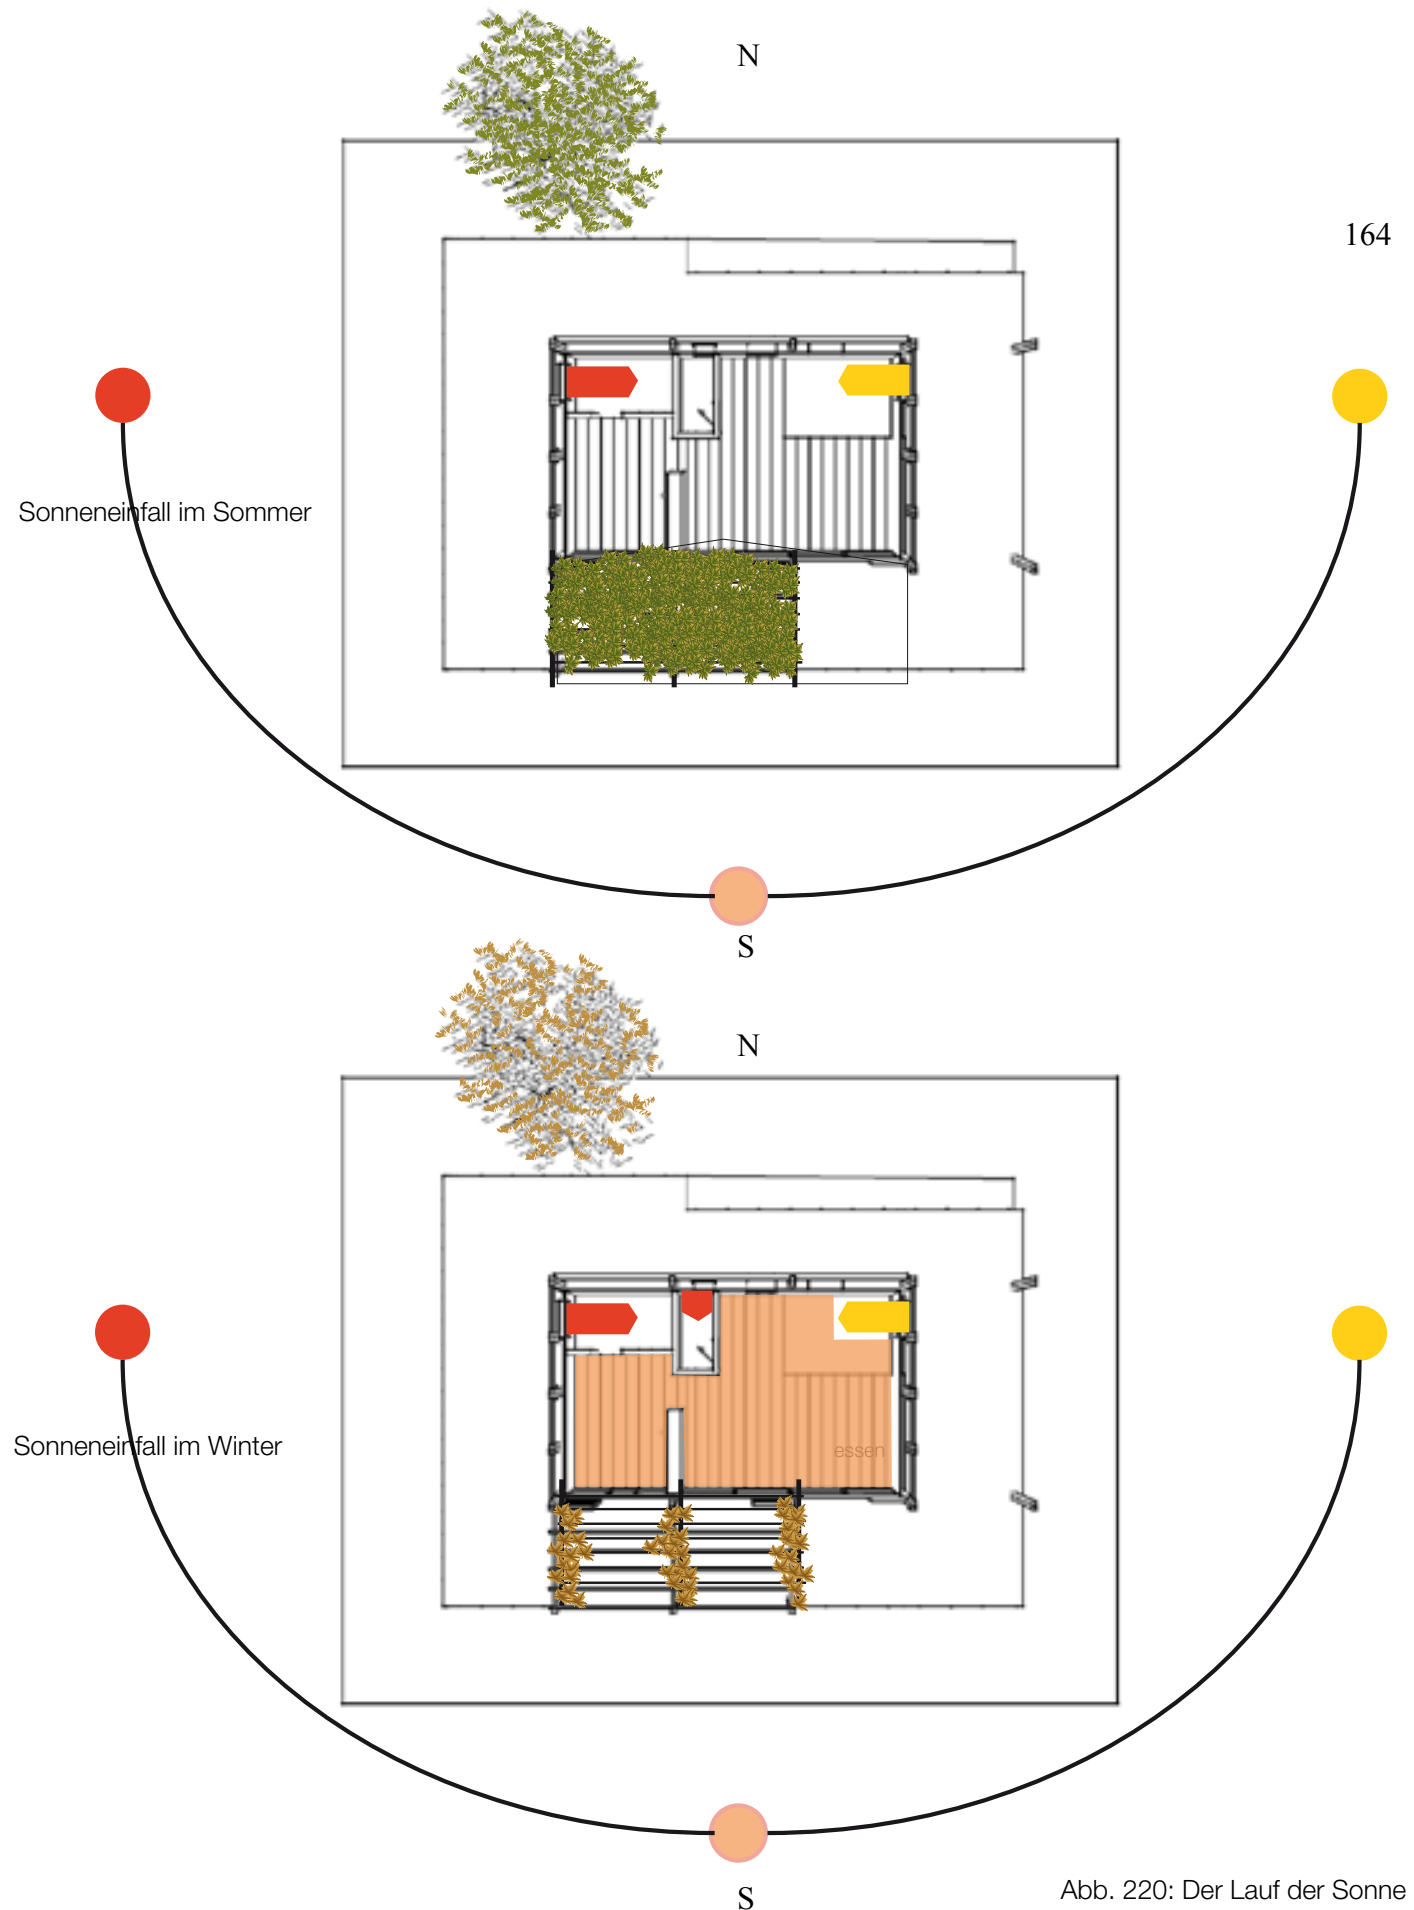 N
164
Sonneneinfall im Sommer
S
N
Sonneneinfall im Winter
essen
S
Abb. 220: Der Lauf der Sonne